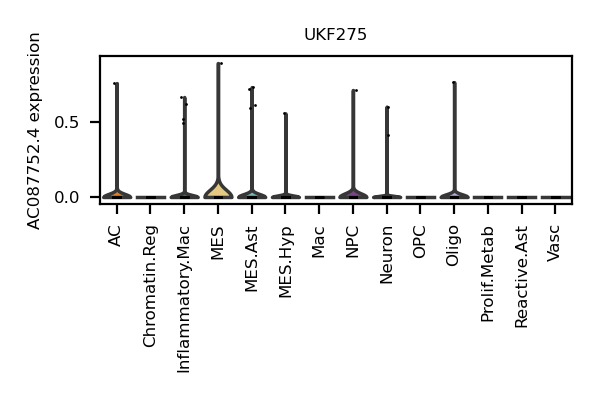 UKF275
AC087752.4 expression
0.5
0.0
AC
Chromatin.Reg
Inflammatory.Mac
MES
MES.Ast
MES.Hyp
Mac
NPC
Neuron
OPC
Oligo
Prolif.Metab
Reactive.Ast
Vasc